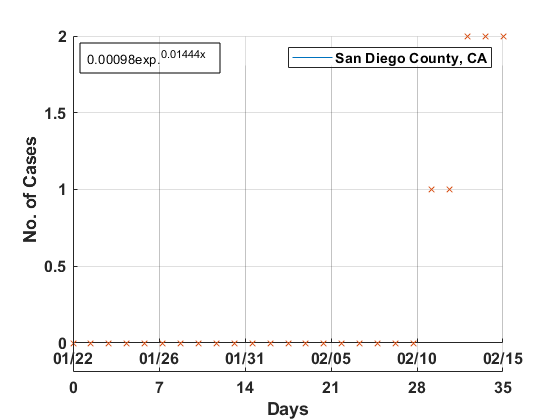 2
0.00098exp.^0.01444x
San Diego County, CA
1.5
No. of Cases
1
0.5
0
01/22 01/26 01/31 02/05 02/10 02/15
0 7 14 21 28 35
Days